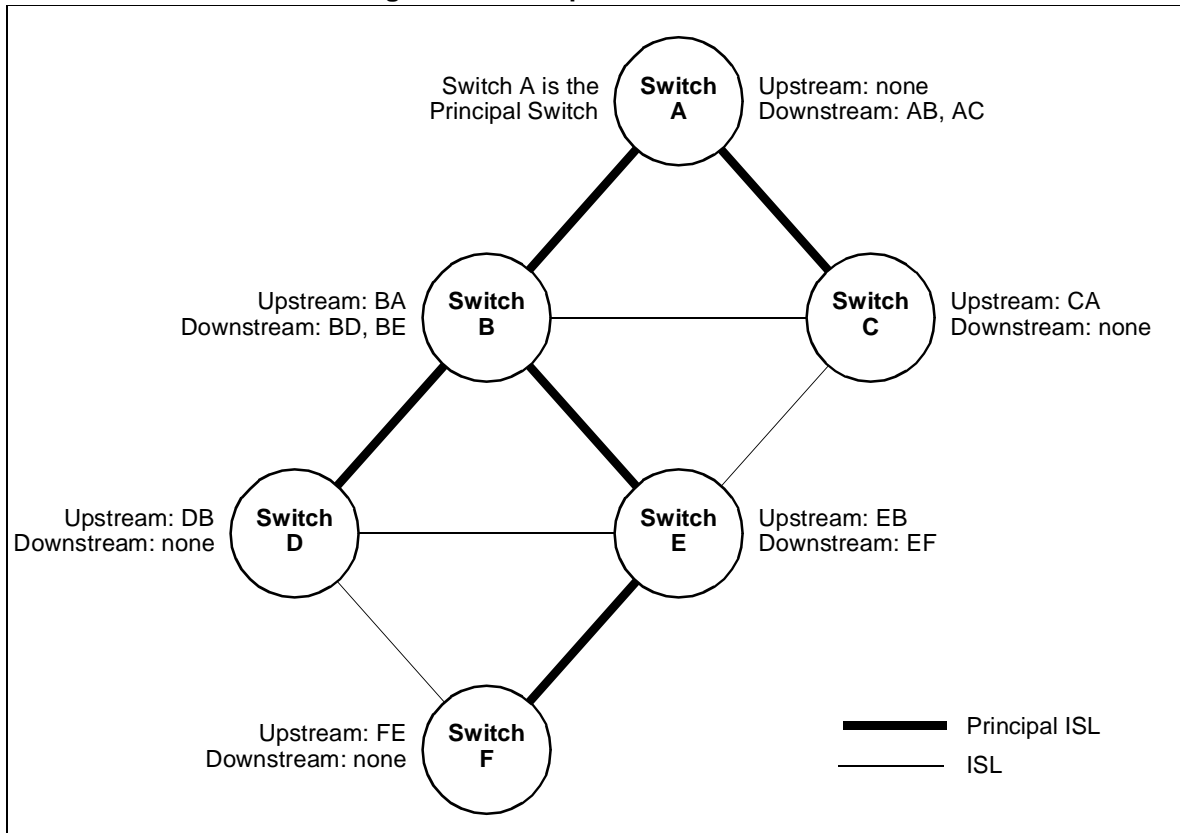 Switch A is the
Principal Switch
Switch
A
Upstream: none
Downstream: AB, AC
Upstream: BA
Downstream: BD, BE
Switch
B
Switch
C
Upstream: CA
Downstream: none
Upstream: DB
Downstream: none
Switch
D
Switch
E
Upstream: EB
Downstream: EF
Upstream: FE
Downstream: none
Switch
F
Principal ISL
ISL